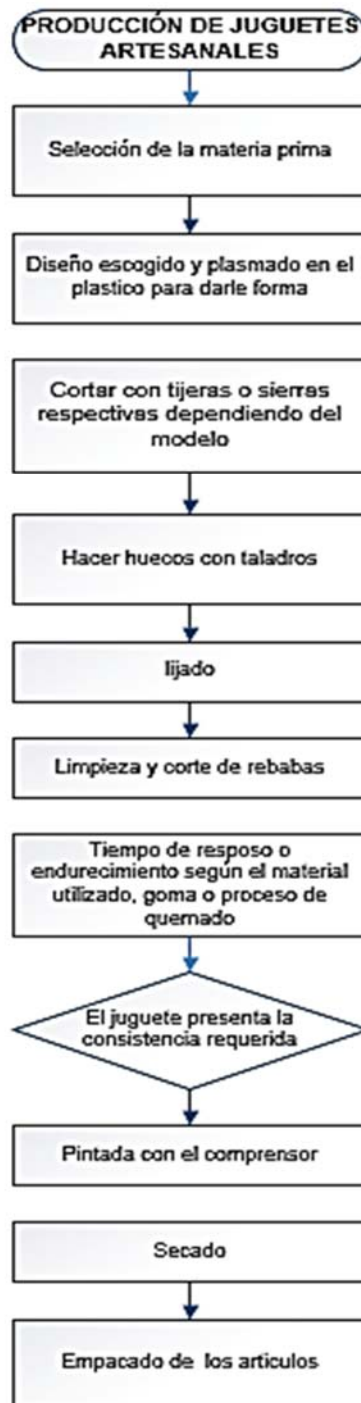 PRODUCCIÓN DE JUGUETES
ARTESANALES
Selección de la materia prima
Diseño escogido y plasmado en el
plastico para darle forma
Cortar con tijeras o sierras
respectivas dependiendo del
modelo
Hacer huecos con taladros
lijado
Limpieza y corte de rebabas
Tiempo de resposo o
endurecimiento según el material
utilizado, goma o proceso de
quemado
El juguete presenta la
consistencia requerida
Pintada con el comprensor
Secado
Empacado de los articulos